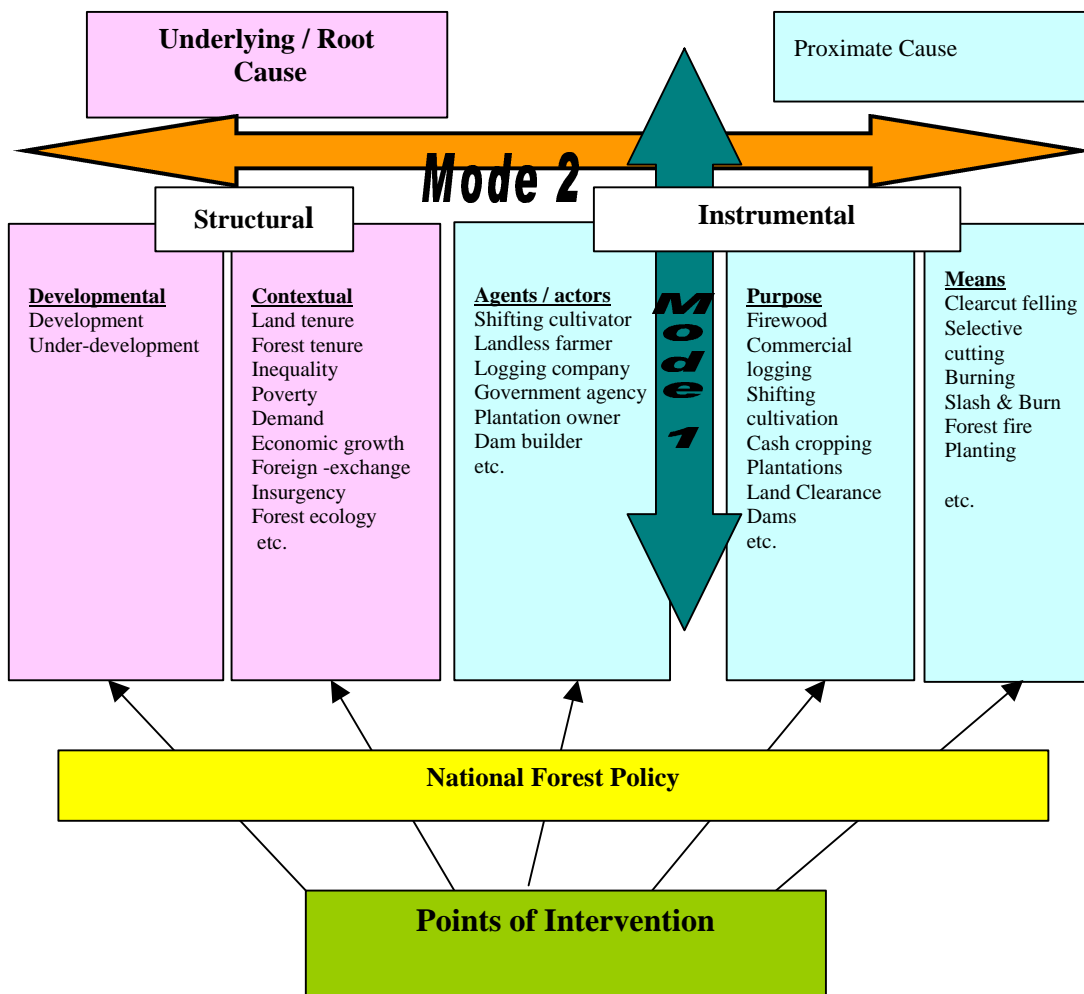 Underlying / Root
Cause
Proximate Cause
Mode 2
Structural
Instrumental
Developmental
Development
Under-development
Contextual
Land tenure
Forest tenure
Inequality
Poverty
Demand
Economic growth
Foreign -exchange
Insurgency
Forest ecology
etc.
Agents / actors
Shifting cultivator
Landless farmer
Logging company
Government agency
Plantation owner
Dam builder
etc.
Mode 1
Purpose
Firewood
Commercial
logging
Shifting
cultivation
Cash cropping
Plantations
Land Clearance
Dams
etc.
Means
Clearcut felling
Selective
cutting
Burning
Slash & Burn
Forest fire
Planting
etc.
National Forest Policy
Points of Intervention